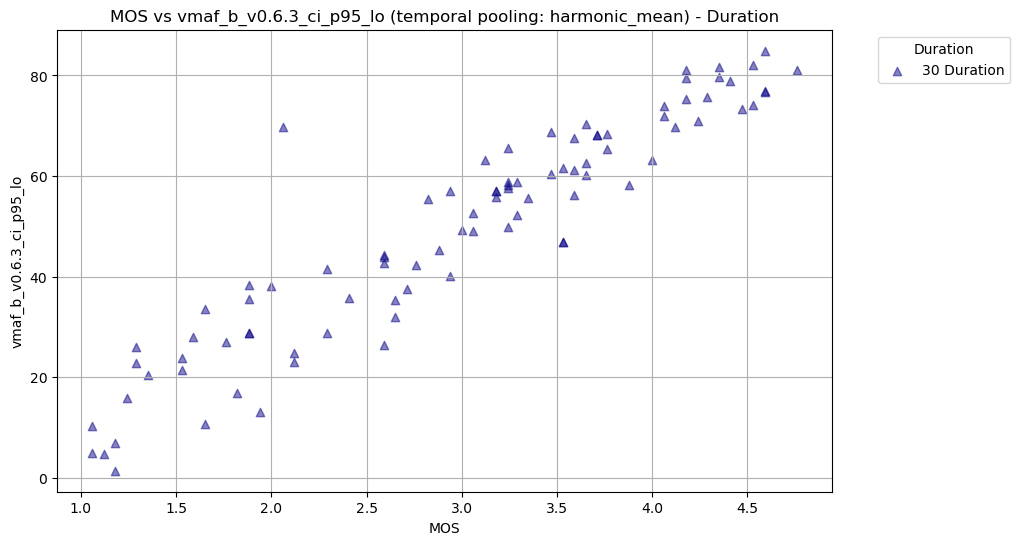 MOS vs vmaf_b_v0.6.3_ci_p95_lo (temporal pooling: harmonic_mean) - Duration
Duration
30 Duration
vmaf_b_v0.6.3_ci_p95_lo
80
60
40
20
0
1.0 1.5 2.0 2.5 3.0 3.5 4.0 4.5
MOS